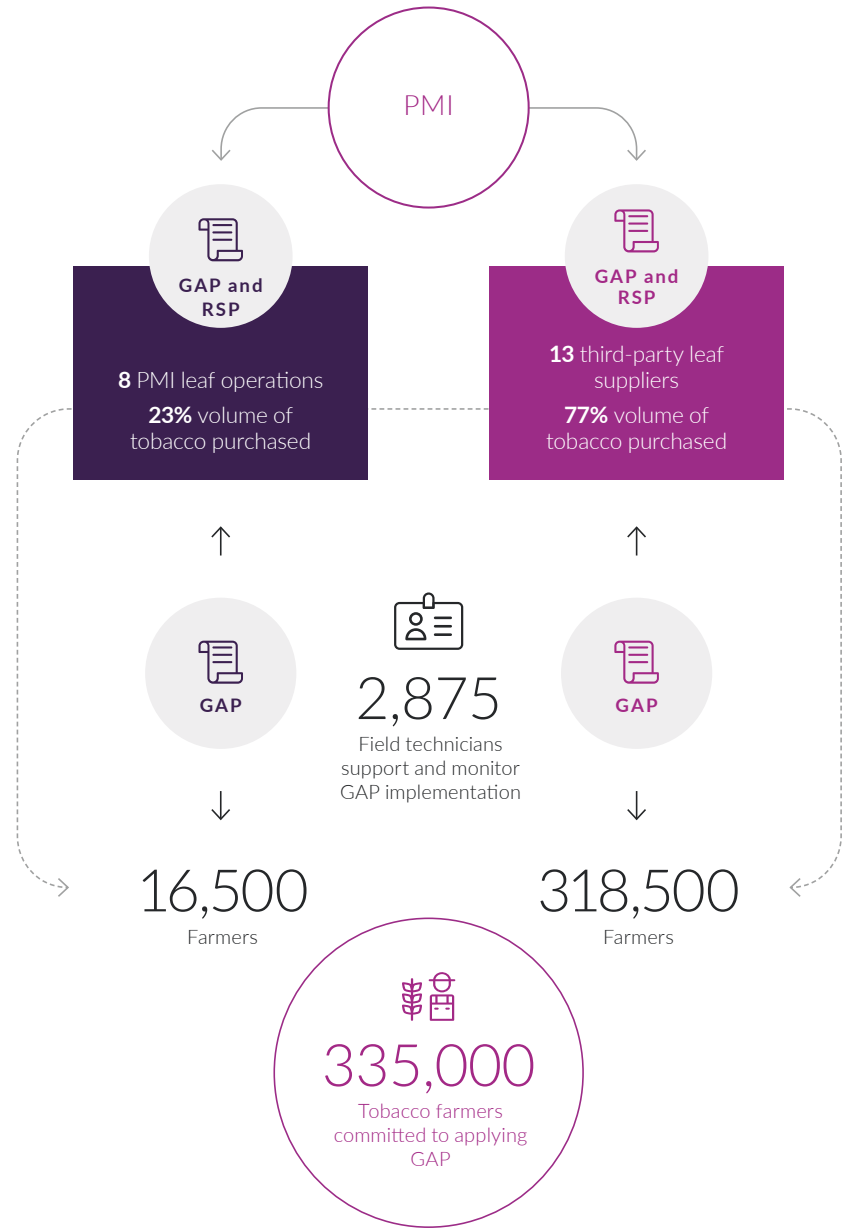 PMI
GAP and
RSP
8 PMI leaf operations
23% volume of
tobacco purchased
GAP and
RSP
13 third-party leaf
suppliers
77% volume of
tobacco purchased
GAP
2,875
Field technicians
support and monitor
GAP implementation
GAP
16,500
Farmers
318,500
Farmers
335,000
Tobacco farmers
committed to applying
GAP